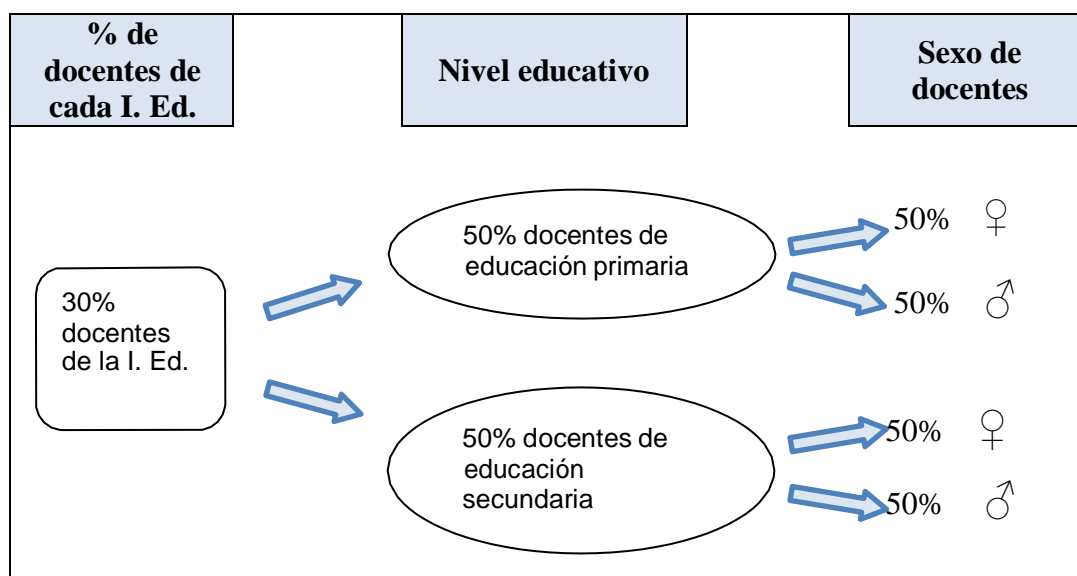 % de
docentes de
cada I. Ed.
Nivel educativo
Sexo de
docentes
30%
docentes
de la I. Ed.
50% docentes de
educación primaria
50% ♀
50% ♂
50% docentes de
educación
secundaria
50% ♀
50% ♂